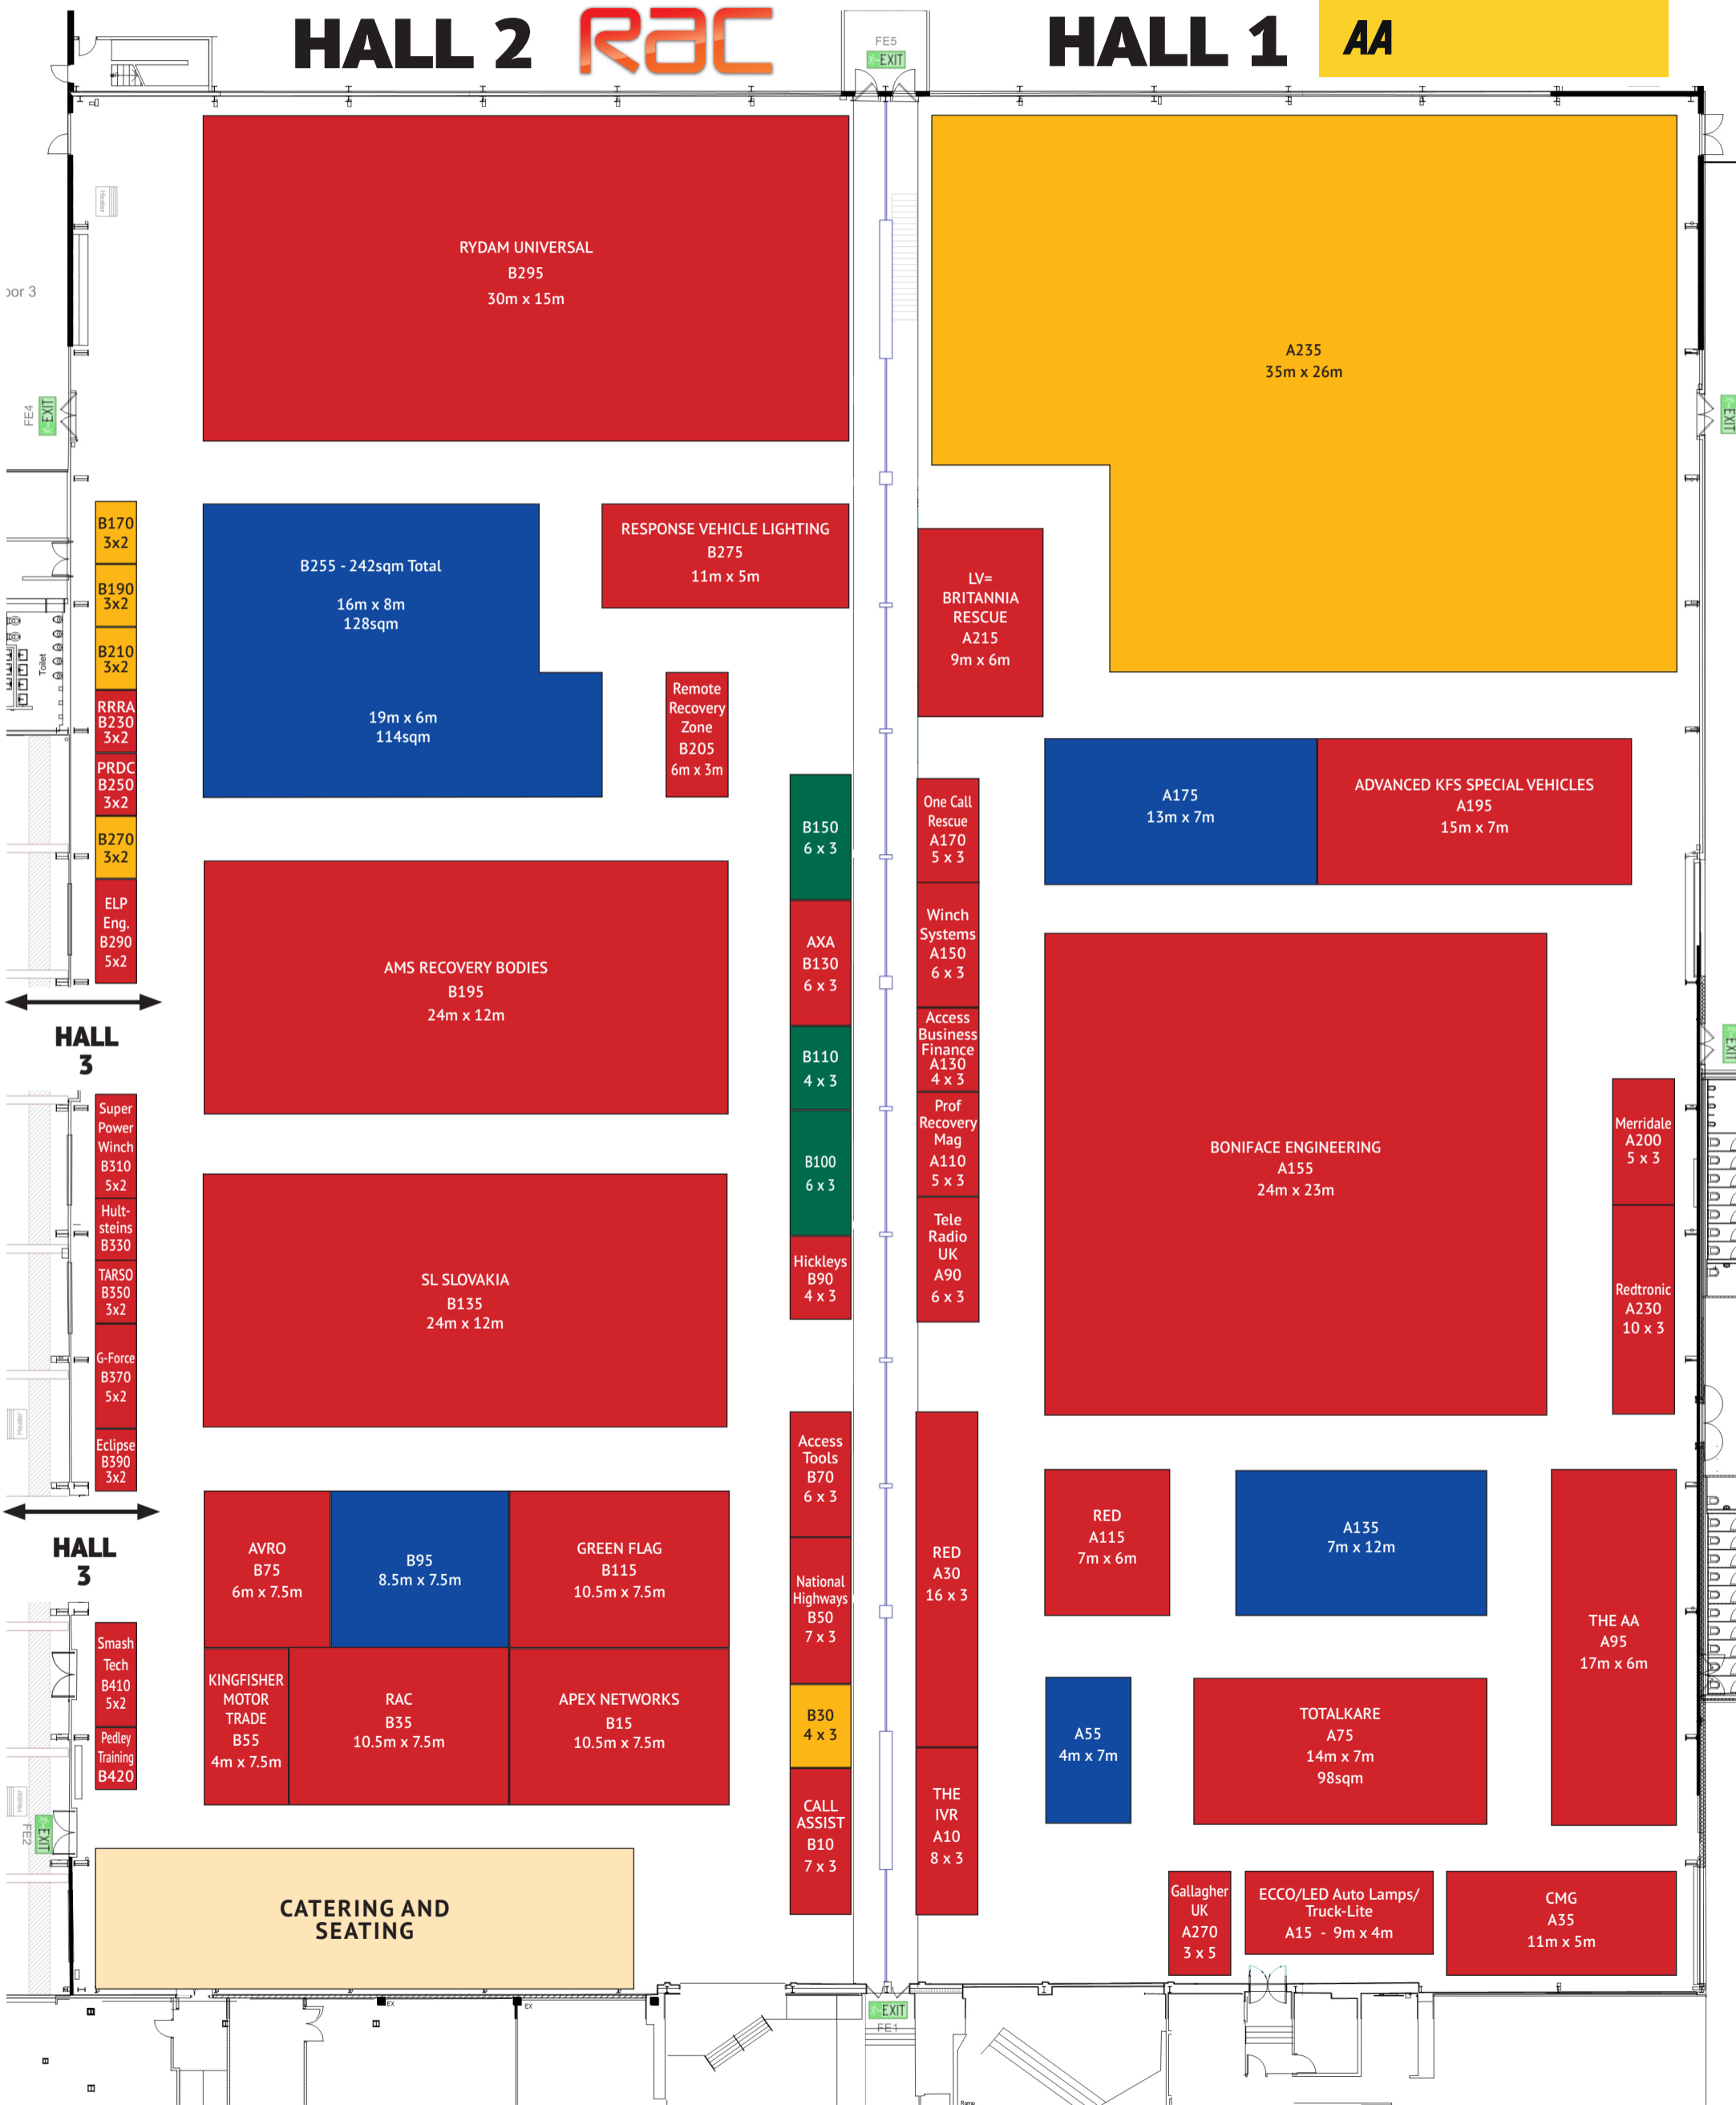 HALL 2
RAC
HALL 1
AA
FE5
EXIT
RYDAM UNIVERSAL
B295
30m x 15m
A235
35m x 26m
Heater
oor 3
FE4
EXIT
EXIT
B170
3x2
B190
3x2
B210
3x2
RRRA
B230
3x2
PRDC
B250
3x2
B270
3x2
ELP
Eng.
B290
5x2
Toilet
B255 - 242sqm Total
16m x 8m
128sqm
19m x 6m
114sqm
RESPONSE VEHICLE LIGHTING
B275
11m x 5m
Remote
Recovery
Zone
B205
6m x 3m
LV=
BRITANNIA
RESCUE
A215
9m x 6m
A175
13m x 7m
ADVANCED KFS SPECIAL VEHICLES
A195
15m x 7m
B150
6 x 3
AXA
B130
6 x 3
B110
4 x 3
B100
6 x 3
Hickleys
B90
4 x 3
One Call
Rescue
A170
5 x 3
Winch
Systems
A150
6 x 3
Access
Business
Finance
A130
4 x 3
Prof
Recovery
Mag
A110
5 x 3
Tele
Radio
UK
A90
6 x 3
AMS RECOVERY BODIES
B195
24m x 12m
HALL
3
BONIFACE ENGINEERING
A155
24m x 23m
EXIT
Merridale
A200
5 x 3
Redtronic
A230
10 x 3
Super
Power
Winch
B310
5x2
Hult-
steins
B330
TARSO
B350
3x2
G-Force
B370
5x2
Eclipse
B390
3x2
Heater
SL SLOVAKIA
B135
24m x 12m
HALL
3
AVRO
B75
6m x 7.5m
B95
8.5m x 7.5m
GREEN FLAG
B115
10.5m x 7.5m
KINGFISHER
MOTOR
TRADE
B55
4m x 7.5m
RAC
B35
10.5m x 7.5m
APEX NETWORKS
B15
10.5m x 7.5m
Access
Tools
B70
6 x 3
National
Highways
B50
7 x 3
B30
4 x 3
CALL
ASSIST
B10
7 x 3
RED
A30
16 x 3
THE
IVR
A10
8 x 3
RED
A115
7m x 6m
A135
7m x 12m
THE AA
A95
17m x 6m
A55
4m x 7m
TOTALKARE
A75
14m x 7m
98sqm
Smash
Tech
B410
5x2
Pedley
Training
B420
Heater
FE2
EXIT
CATERING AND
SEATING
Gallagher
UK
A270
3 x 5
ECCO/LED Auto Lamps/
Truck-Lite
A15 - 9m x 4m
CMG
A35
11m x 5m
EX
EX
EXIT
FE1
Ramp